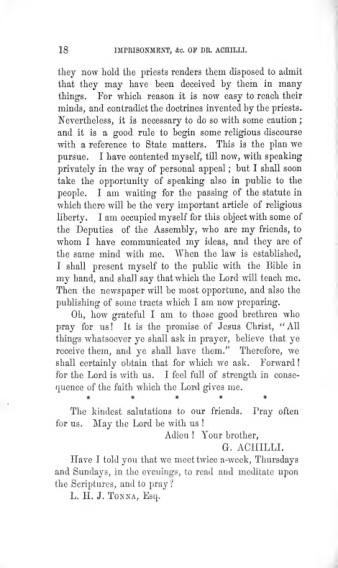 18 IMPRISONMENT, &c. OF DR. ACHILLI.
they now hold the priests renders them disposed to admit
that they may have been deceived by them in many
things. For which reason it is now easy to reach their
minds, and contradict the doctrines invented by the priests.
Nevertheless, it is necessary to do so with some caution;
and it is a good rule to begin some religious discourse
with a reference to State matters. This is the plan we
pursue. I have contented myself, till now, with speaking
privately in the way of personal appeal; but I shall soon
take the opportunity of speaking also in public to the
people. I am waiting for the passing of the statute in
which there will be the very important article of religious
liberty. I am occupied myself for this object with some of
the Deputies of the Assembly, who are my friends, to
whom I have communicated my ideas, and they are of
the same mind with me. When the law is established,
I shall present myself to the public with the Bible in
my hand, and shall say that which the Lord will teach me.
Then the newspaper will be most opportune, and also the
publishing of some tracts which I am now preparing.
Oh, how grateful I am to those good brethren who
pray for us! It is the promise of Jesus Christ, "All
things whatsoever ye shall ask in prayer, believe that ye
receive them, and ye shall have them." Therefore, we
shall certainly obtain that for which we ask. Forward!
for the Lord is with us. I feel full of strength in conse-
quence of the faith which the Lord gives me.
* * * * *
The kindest salutations to our friends. Pray often
for us. May the Lord be with us!
Adieu! Your brother,
G. ACHILLI.
Have I told you that we meet twice a-week, Thursdays
and Sundays, in the evenings, to read and meditate upon
the Scriptures, and to pray?
L. H. J. TONNA, Esq.